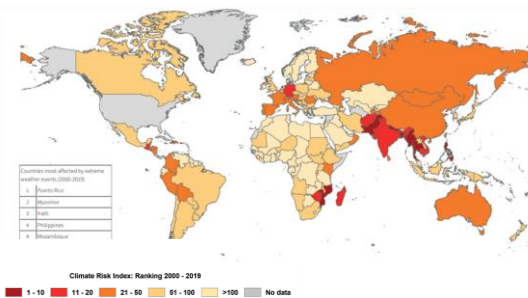 Countries most affected by extreme
weather events (2000-2019)
1 Puerto Rico
2 Myanmar
3 Haiti
4 Philippines
4 Mozambique
Climate Risk Index: Ranking 2000 - 2019
1 - 10
11 - 20
21 - 50
51 - 100
>100
No data